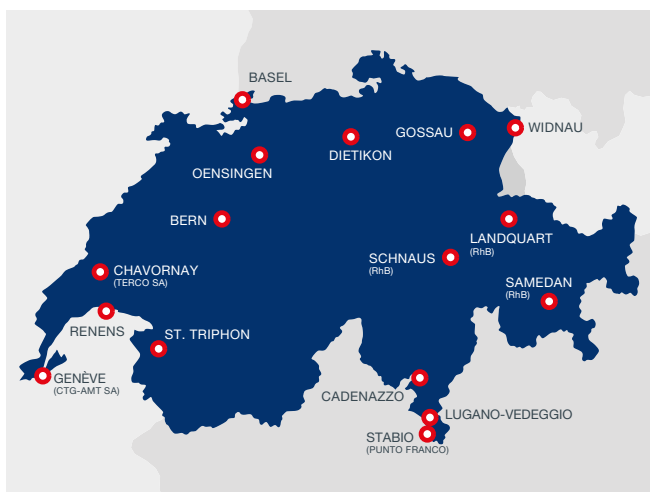 BASEL
GOSSAU
WIDNAU
DIETIKON
OENSINGEN
BERN
LANDQUART
(RhB)
SCHNAUS
(RhB)
CHAVORNAY
(TERCO SA)
SAMEDAN
(RhB)
RENENS
ST. TRIPHON
GENÈVE
(CTG-AMT SA)
CADENAZZO
LUGANO-VEDEGGIO
STABIO
(PUNTO FRANCO)